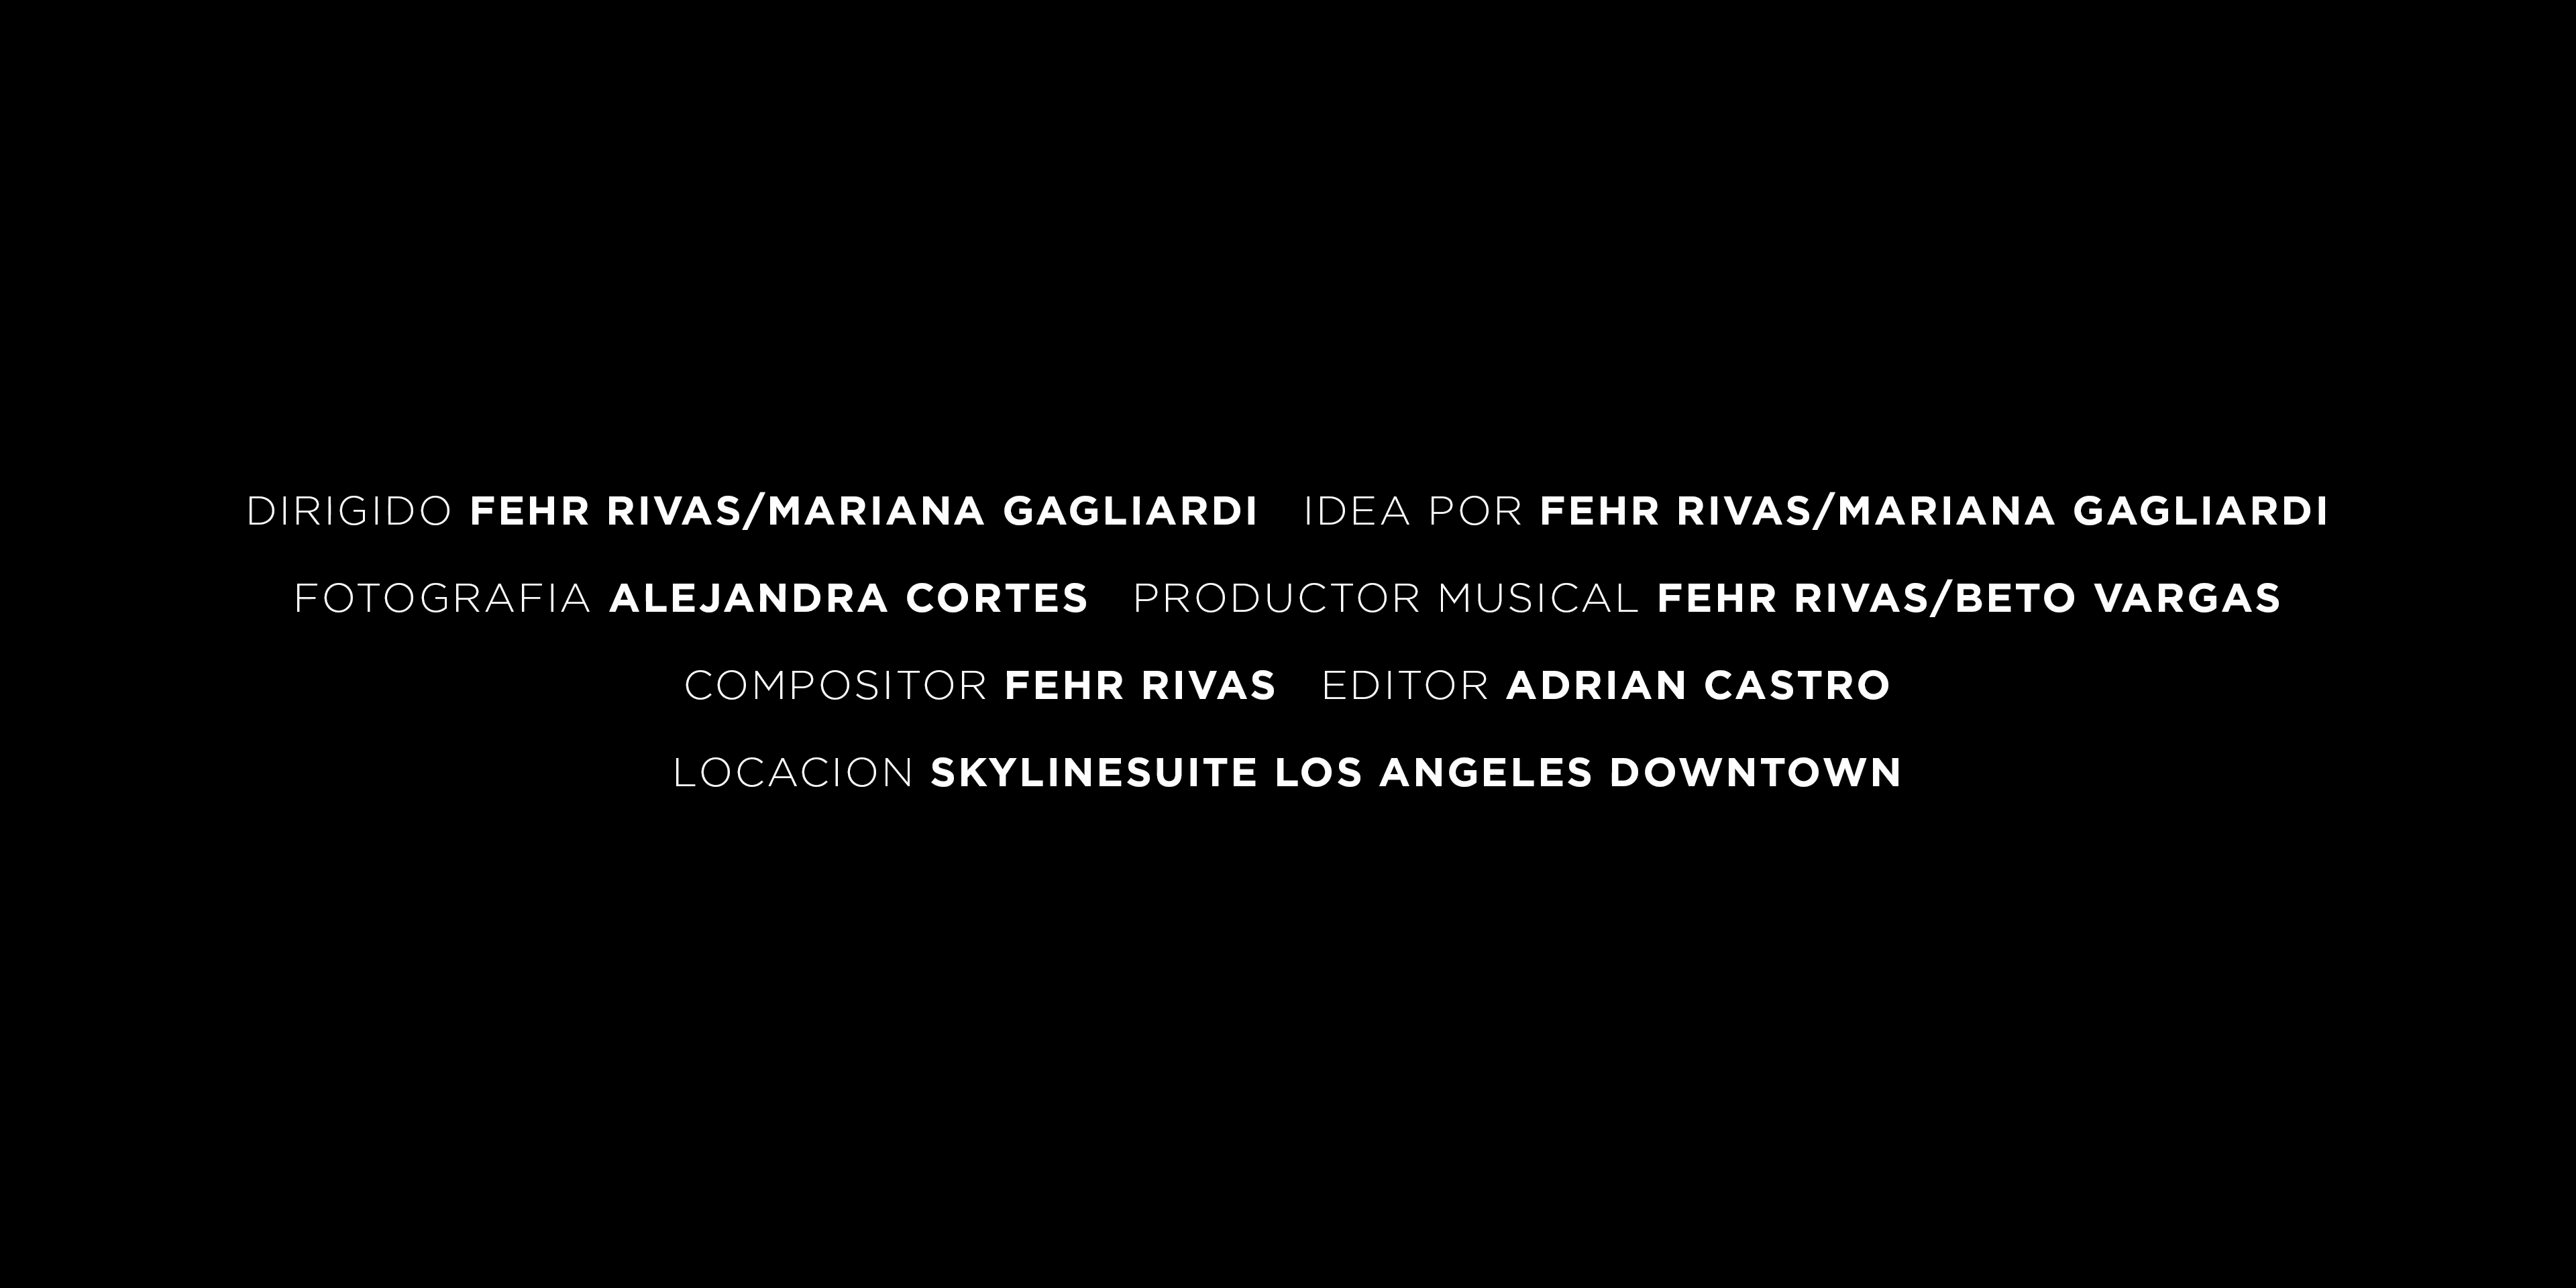 DIRIGIDO FEHR RIVAS/MARIANA GAGLIARDI IDEA POR FEHR RIVAS/MARIANA GAGLIARDI
FOTOGRAFIA ALEJANDRA CORTES PRODUCTOR MUSICAL FEHR RIVAS/BETO VARGAS
COMPOSITOR FEHR RIVAS EDITOR ADRIAN CASTRO
LOCACION SKYLINESUITE LOS ANGELES DOWNTOWN